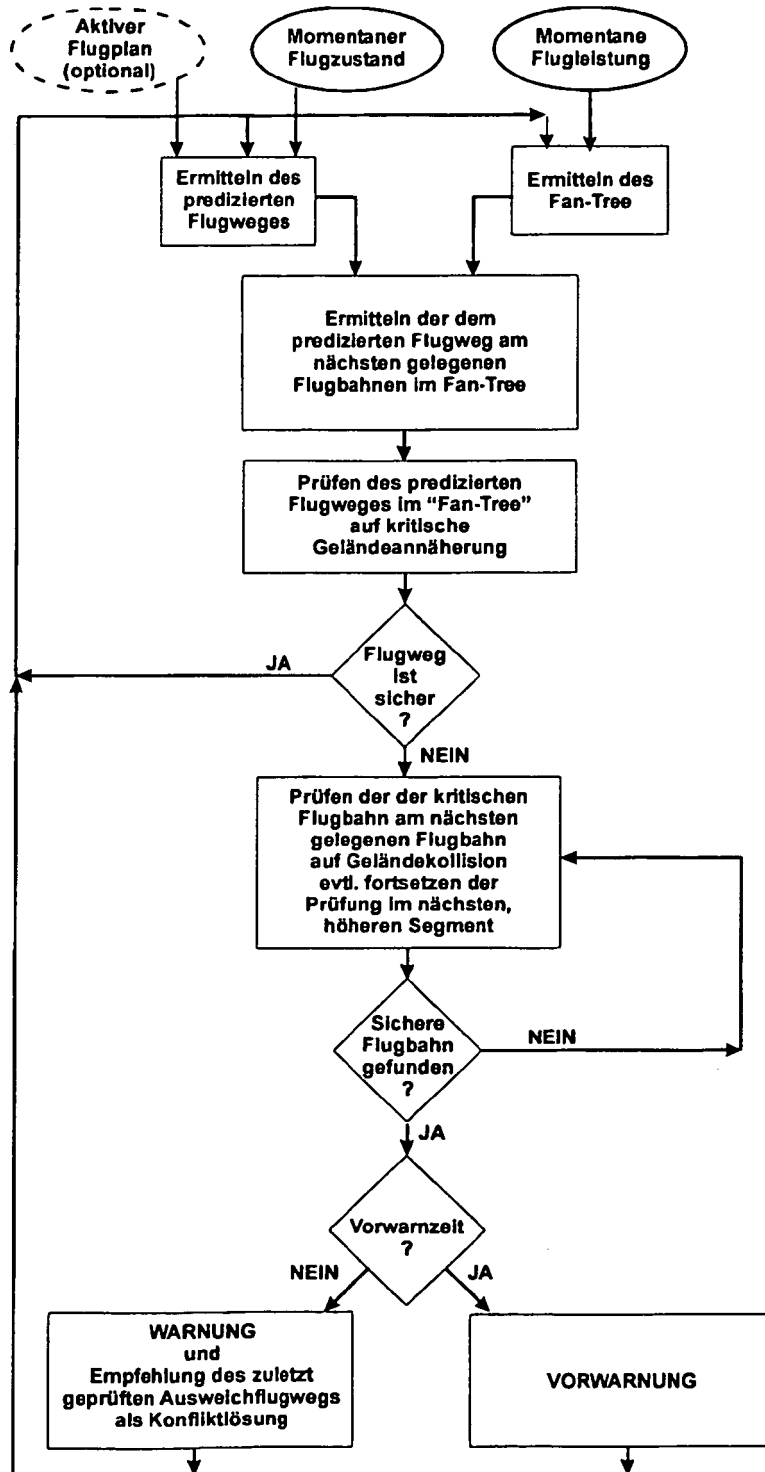 Aktiver
Flugplan
(optional)
Momentaner
Flugzustand
Momentane
Flugleistung
Ermitteln des
predizierten
Flugweges
Ermitteln des
Fan-Tree
Ermitteln der dem
predizierten Flugweg am
nächsten gelegenen
Flugbahnen im Fan-Tree
Prüfen des predizierten
Flugweges im "Fan-Tree"
auf kritische
Geländeannäherung
Flugweg
ist
sicher
?
JA
NEIN
Prüfen der der kritischen
Flugbahn am nächsten
gelegenen Flugbahn
auf Geländekollision
evtl. fortsetzen der
Prüfung im nächsten,
höheren Segment
Sichere
Flugbahn
gefunden
?
NEIN
JA
Vorwarnzeit
?
NEIN
JA
WARNUNG
und
Empfehlung des zuletzt
geprüften Ausweichflugwegs
als Konfliktlösung
VORWARNUNG